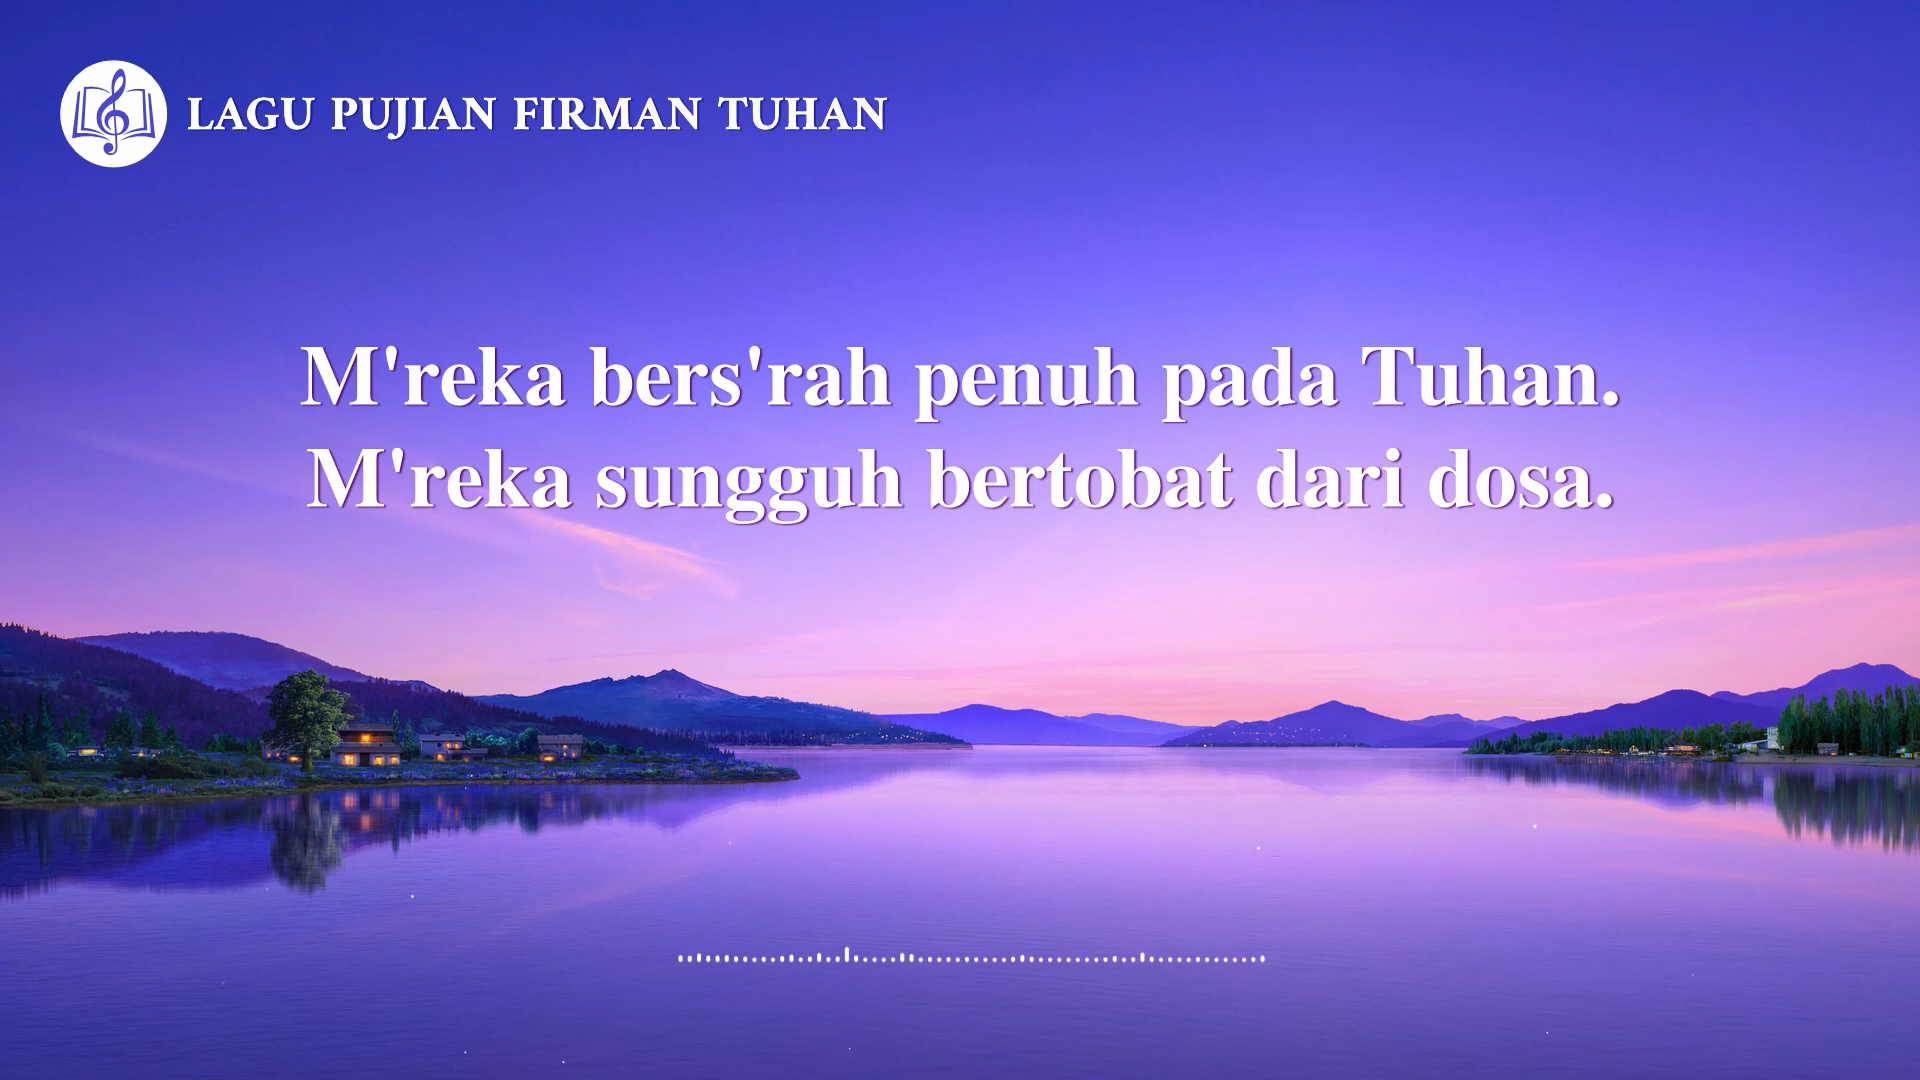 LAGU PUJIAN FIRMAN TUHAN
M'reka bers'rah penuh pada Tuhan.
M'reka sungguh bertobat dari dosa.